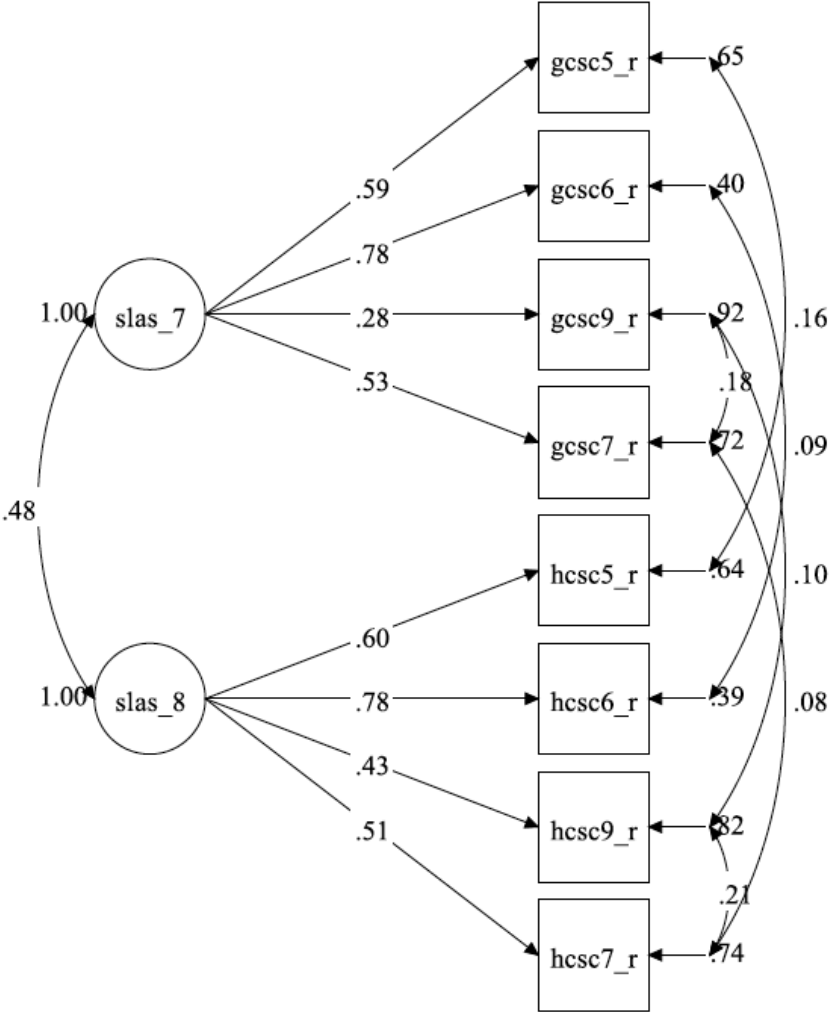 .65
gcsc5_r
.40
gcsc6_r
.59
.78
1.00
slas_7
.28
gcsc9_r
.92
.16
.53
.18
gcsc7_r
.72
.09
.48
hcsc5_r
.64
.10
.60
1.00
slas_8
.78
hcsc6_r
.39
.08
.43
.51
hcsc9_r
.82
.21
hcsc7_r
.74